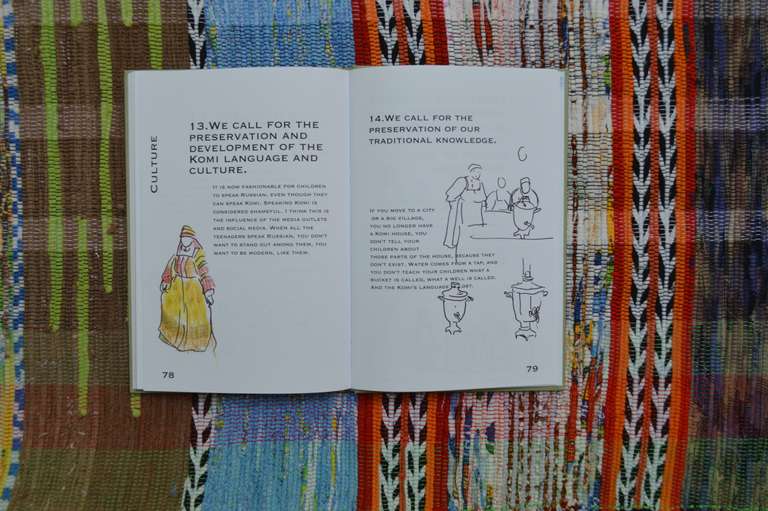 Culture
13.We call for the
preservation and
development of the
Komi language and
culture.
It is now fashionable for children
to speak Russian, even though they
can speak Komi. Speaking Komi is
considered shameful. I think this is
the influence of the media outlets
and social media. When all the
teenagers speak Russian, you don't
want to stand out among them, you
want to be modern, like them.
78
14.We call for the
preservation of our
traditional knowledge.
If you move to a city
or a big village,
you no longer have
a Komi house, you
don't tell your
children about
those parts of the house, because they
don't exist. Water comes from a tap, and
you don't teach your children what a
bucket is called, what a well is called.
And the Komi's language lost.
79